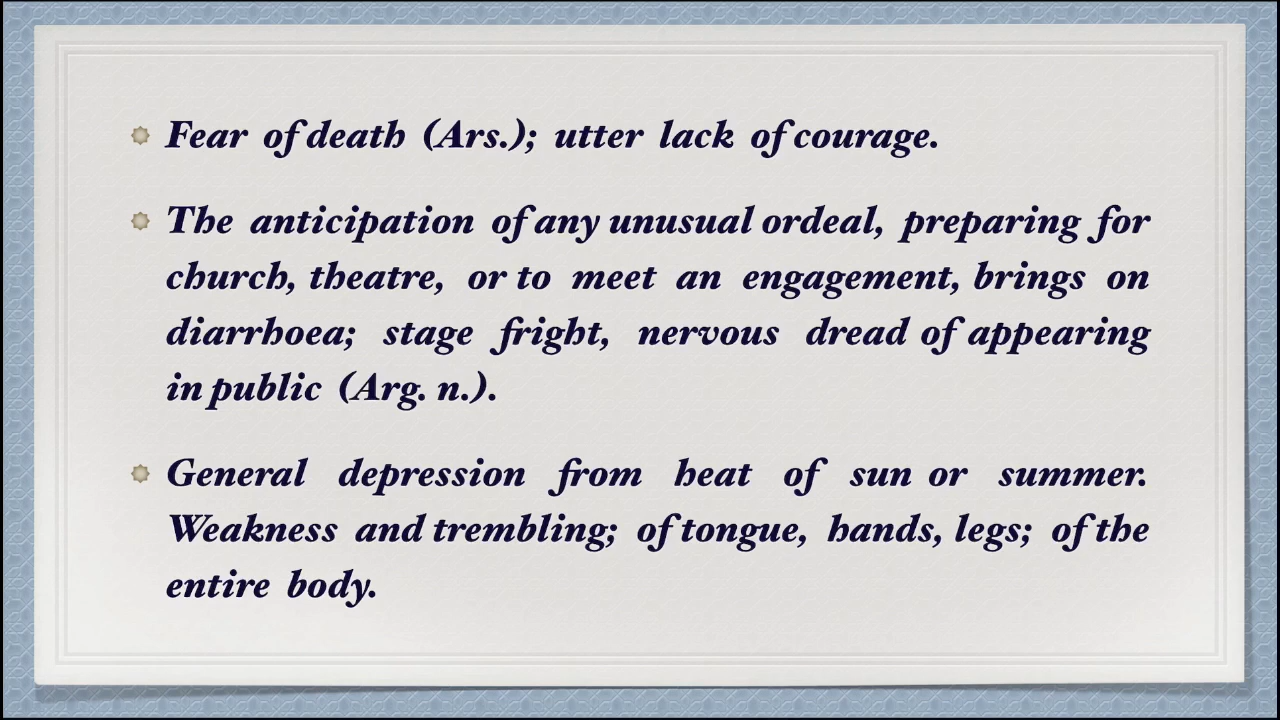 Fear of death (Ars.); utter lack of courage.
The anticipation of any unusual ordeal, preparing for
church, theatre, or to meet an engagement, brings on
diarrhoea; stage fright, nervous dread of appearing
in public (Arg. n.).
General depression from heat of sun or summer.
Weakness and trembling; of tongue, hands, legs; of the
entire body.